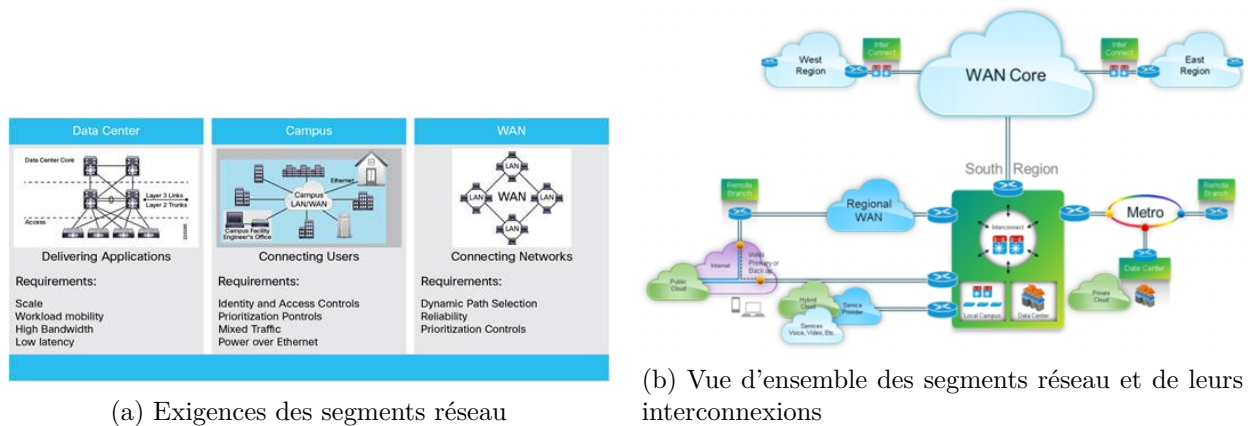 Data Center
Campus
WAN
Data Center Core
Layer 3 Links
Layer 2 Trunks
Access
Ethernet
Campus
LAN/WAN
Campus Facility
Engineer's Office
LAN
LAN
WAN
LAN
LAN
Delivering Applications
Connecting Users
Connecting Networks
Requirements:
Scale
Workload mobility
High Bandwidth
Low latency
Requirements:
Identity and Access Controls
Prioritization Pontrols
Mixed Traffic
Power over Ethernet
Requirements:
Dynamic Path Selection
Reliability
Prioritization Controls
(a) Exigences des segments réseau
West
Region
Inter
Connect
WAN Core
Inter
Connect
East
Region
South Region
Remote
Branch
Regional
WAN
Interconnect
Metro
Remote
Branch
Internet
WAN
Primary or
Backup
Public
Cloud
Hybrid
Cloud
Service
Provider
Services
Voice, Video, Etc.
Local Campus
Data Center
Data Center
Private
Cloud
(b) Vue d'ensemble des segments réseau et de leurs
interconnexions